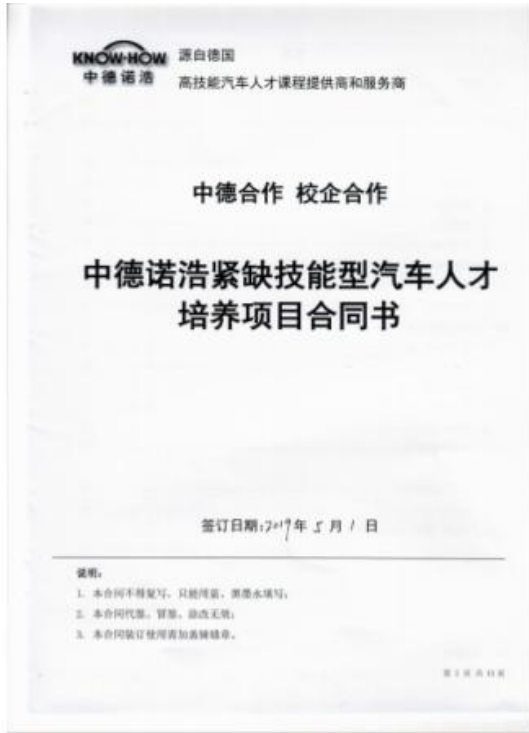 KNOW-HOW
中德诺浩
源自德国
高技能汽车人才课程提供商和服务商
中德合作 校企合作
中德诺浩紧缺技能型汽车人才
培养项目合同书
签订日期:2019年5月1日
说明:
1. 本合同不得复写,只能用蓝、黑墨水填写;
2. 本合同代签、冒签、涂改无效;
3. 本合同装订使用需加盖骑缝章。